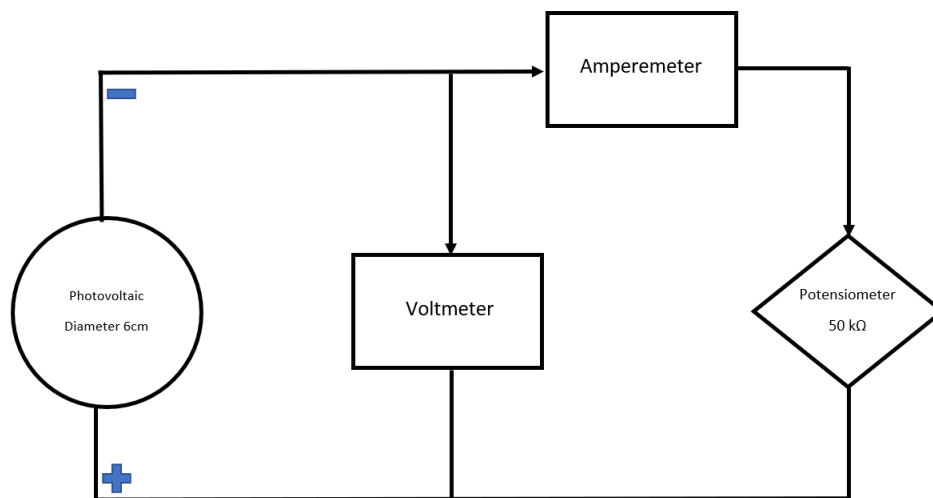 Amperemeter
Photovoltaic
Diameter 6cm
Voltmeter
Potensiometer
50 kΩ